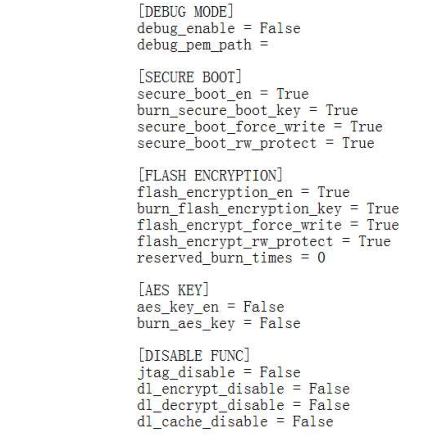 [DEBUG MODE]
debug_enable = False
debug_pem_path =
[SECURE BOOT]
secure_boot_en = True
burn_secure_boot_key = True
secure_boot_force_write = True
secure_boot_rw_protect = True
[FLASH ENCRYPTION]
flash_encryption_en = True
burn_flash_encryption_key = True
flash_encrypt_force_write = True
flash_encrypt_rw_protect = True
reserved_burn_times = 0
[AES KEY]
aes_key_en = False
burn_aes_key = False
[DISABLE FUNC]
jtag_disable = False
dl_encrypt_disable = False
dl_decrypt_disable = False
dl_cache_disable = False